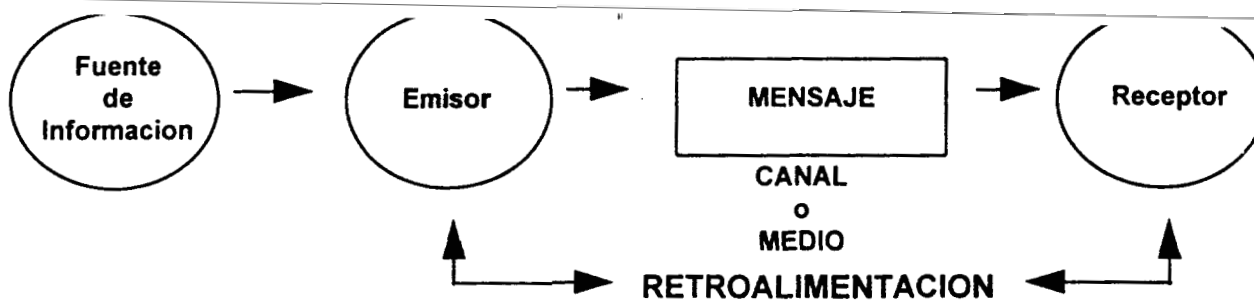 Fuente
de
Informacion
Emisor
MENSAJE
Receptor
CANAL
o
MEDIO
RETROALIMENTACION